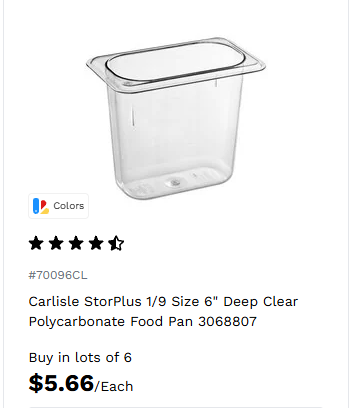 Colors
#70096CL
Carlisle StorPlus 1/9 Size 6" Deep Clear
Polycarbonate Food Pan 3068807
Buy in lots of 6
$5.66/Each